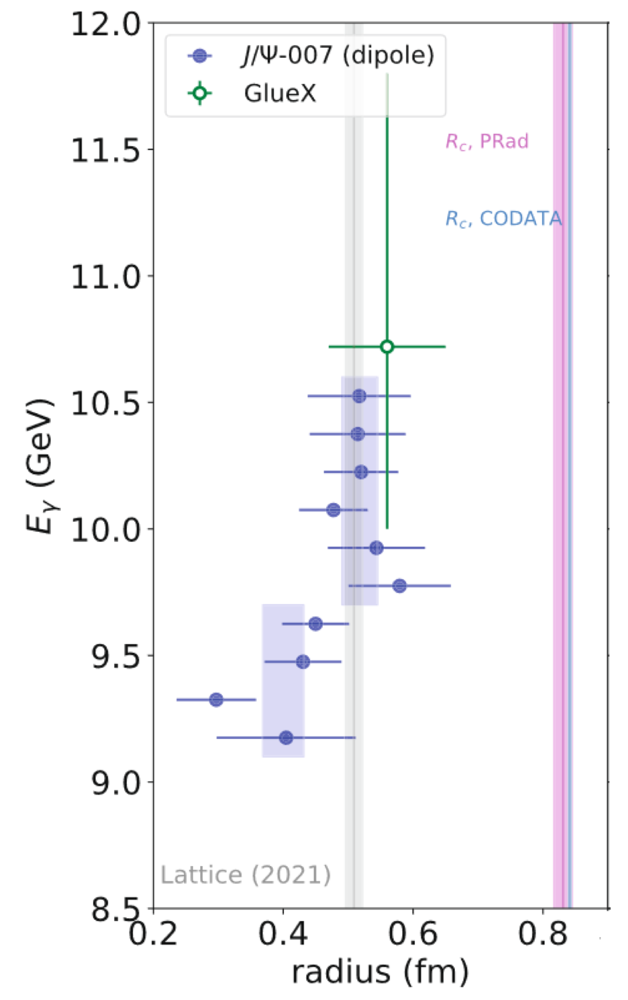 12.0
J/Ψ-007 (dipole)
GlueX
11.5
R_c, PRad
R_c, CODATA
11.0
10.5
E_γ (GeV)
10.0
9.5
9.0
Lattice (2021)
8.5
0.2 0.4 0.6 0.8
radius (fm)